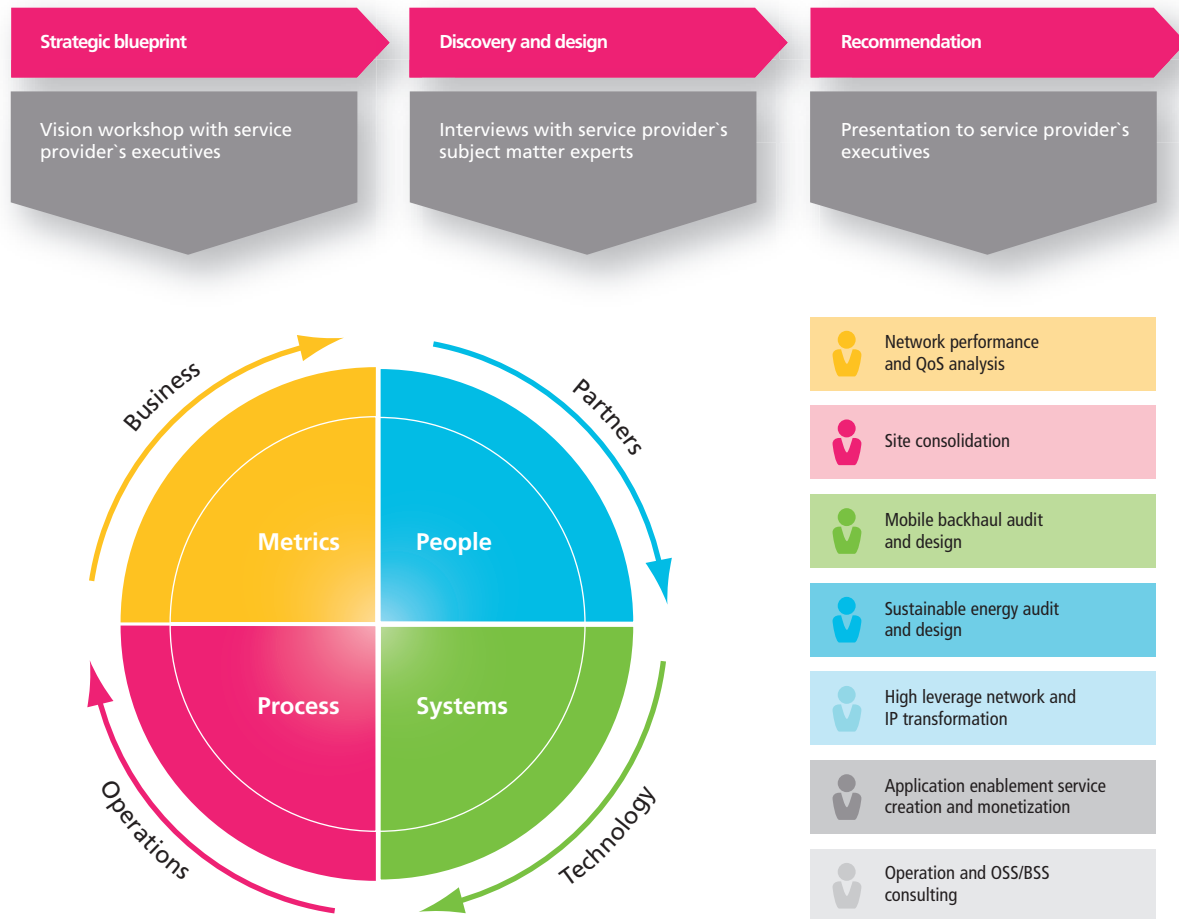 Strategic blueprint
Discovery and design
Recommendation
Vision workshop with service
provider`s executives
Interviews with service provider`s
subject matter experts
Presentation to service provider`s
executives
Business
Partners
Metrics
People
Process
Systems
Operations
Technology
Network performance
and QoS analysis
Site consolidation
Mobile backhaul audit
and design
Sustainable energy audit
and design
High leverage network and
IP transformation
Application enablement service
creation and monetization
Operation and OSS/BSS
consulting